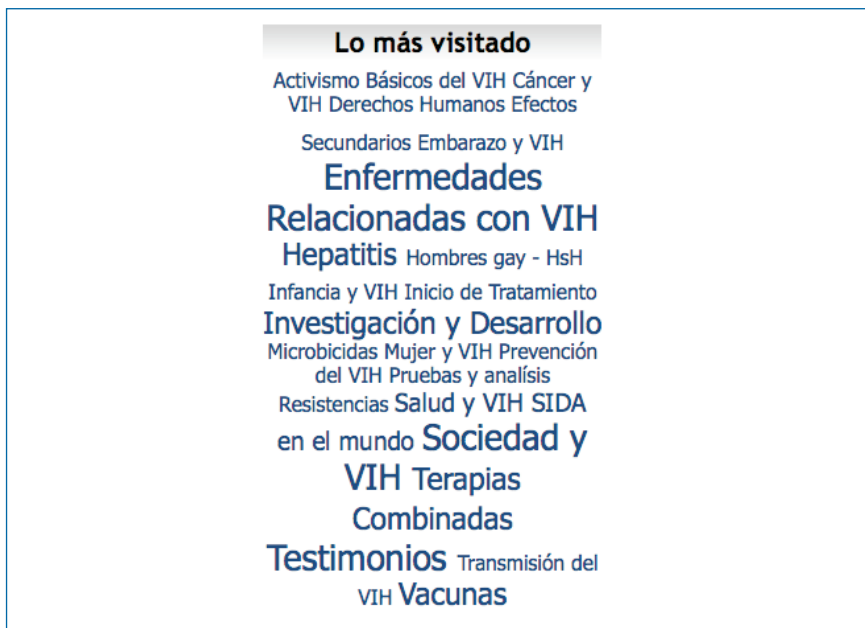 Lo más visitado
Activismo Básicos del VIH Cáncer y
VIH Derechos Humanos Efectos
Secundarios Embarazo y VIH
Enfermedades
Relacionadas con VIH
Hepatitis Hombres gay - HsH
Infancia y VIH Inicio de Tratamiento
Investigación y Desarrollo
Microbicidas Mujer y VIH Prevención
del VIH Pruebas y analísis
Resistencias Salud y VIH SIDA
en el mundo Sociedad y
VIH Terapias
Combinadas
Testimonios Transmisión del
VIH Vacunas